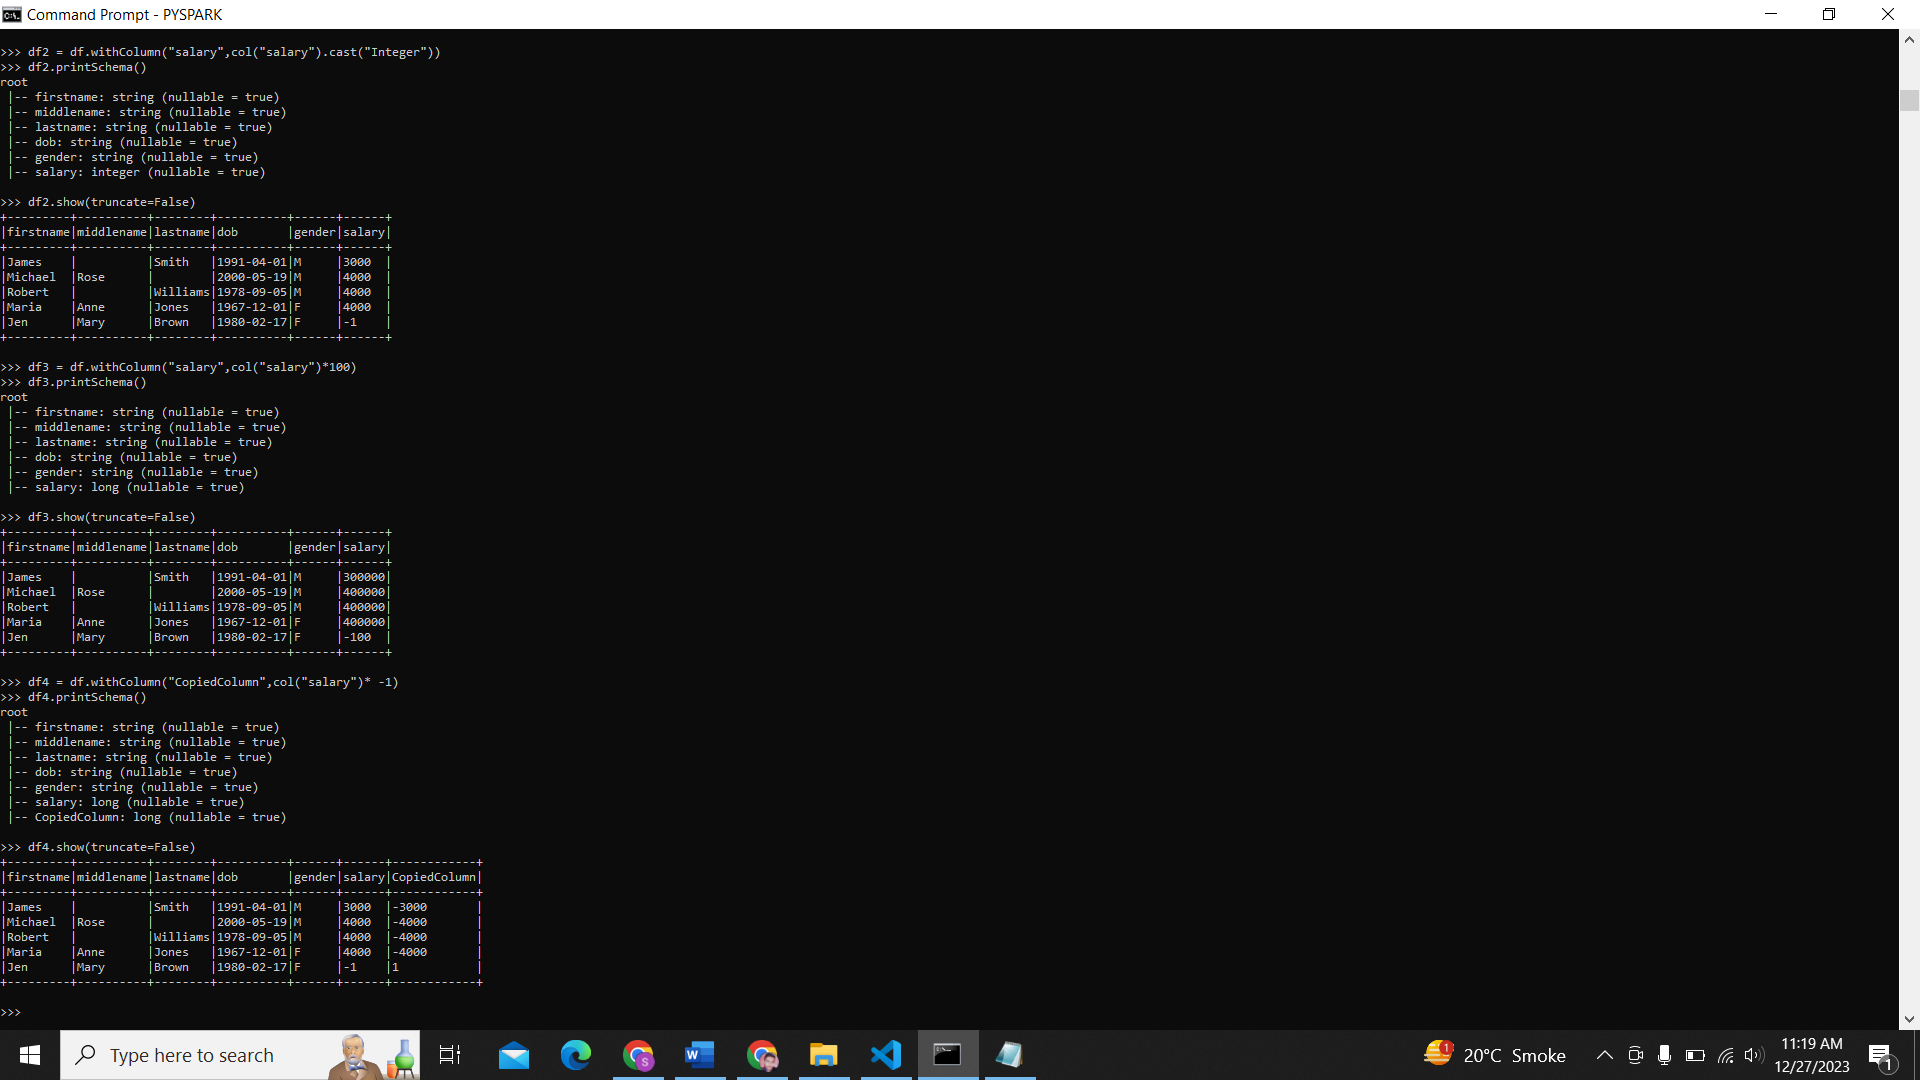 Command Prompt - PYSPARK
>>> df2 = df.withColumn("salary",col("salary").cast("Integer"))
>>> df2.printSchema()
root
 |-- firstname: string (nullable = true)
 |-- middlename: string (nullable = true)
 |-- lastname: string (nullable = true)
 |-- dob: string (nullable = true)
 |-- gender: string (nullable = true)
 |-- salary: integer (nullable = true)
>>> df2.show(truncate=False)
+---------+----------+--------+----------+------+------+
|firstname|middlename|lastname|dob       |gender|salary|
+---------+----------+--------+----------+------+------+
|James    |          |Smith   |1991-04-01|M     |3000  |
|Michael  |Rose      |        |2000-05-19|M     |4000  |
|Robert   |          |Williams|1978-09-05|M     |4000  |
|Maria    |Anne      |Jones   |1967-12-01|F     |4000  |
|Jen      |Mary      |Brown   |1980-02-17|F     |-1    |
+---------+----------+--------+----------+------+------+
>>> df3 = df.withColumn("salary",col("salary")*100)
>>> df3.printSchema()
root
 |-- firstname: string (nullable = true)
 |-- middlename: string (nullable = true)
 |-- lastname: string (nullable = true)
 |-- dob: string (nullable = true)
 |-- gender: string (nullable = true)
 |-- salary: long (nullable = true)
>>> df3.show(truncate=False)
+---------+----------+--------+----------+------+------+
|firstname|middlename|lastname|dob       |gender|salary|
+---------+----------+--------+----------+------+------+
|James    |          |Smith   |1991-04-01|M     |300000|
|Michael  |Rose      |        |2000-05-19|M     |400000|
|Robert   |          |Williams|1978-09-05|M     |400000|
|Maria    |Anne      |Jones   |1967-12-01|F     |400000|
|Jen      |Mary      |Brown   |1980-02-17|F     |-100  |
+---------+----------+--------+----------+------+------+
>>> df4 = df.withColumn("CopiedColumn",col("salary")* -1)
>>> df4.printSchema()
root
 |-- firstname: string (nullable = true)
 |-- middlename: string (nullable = true)
 |-- lastname: string (nullable = true)
 |-- dob: string (nullable = true)
 |-- gender: string (nullable = true)
 |-- salary: long (nullable = true)
 |-- CopiedColumn: long (nullable = true)
>>> df4.show(truncate=False)
+---------+----------+--------+----------+------+------+------------+
|firstname|middlename|lastname|dob       |gender|salary|CopiedColumn|
+---------+----------+--------+----------+------+------+------------+
|James    |          |Smith   |1991-04-01|M     |3000  |-3000       |
|Michael  |Rose      |        |2000-05-19|M     |4000  |-4000       |
|Robert   |          |Williams|1978-09-05|M     |4000  |-4000       |
|Maria    |Anne      |Jones   |1967-12-01|F     |4000  |-4000       |
|Jen      |Mary      |Brown   |1980-02-17|F     |-1    |1           |
+---------+----------+--------+----------+------+------+------------+
>>>
Type here to search
S
W
1
20°C Smoke
11:19 AM
12/27/2023
1